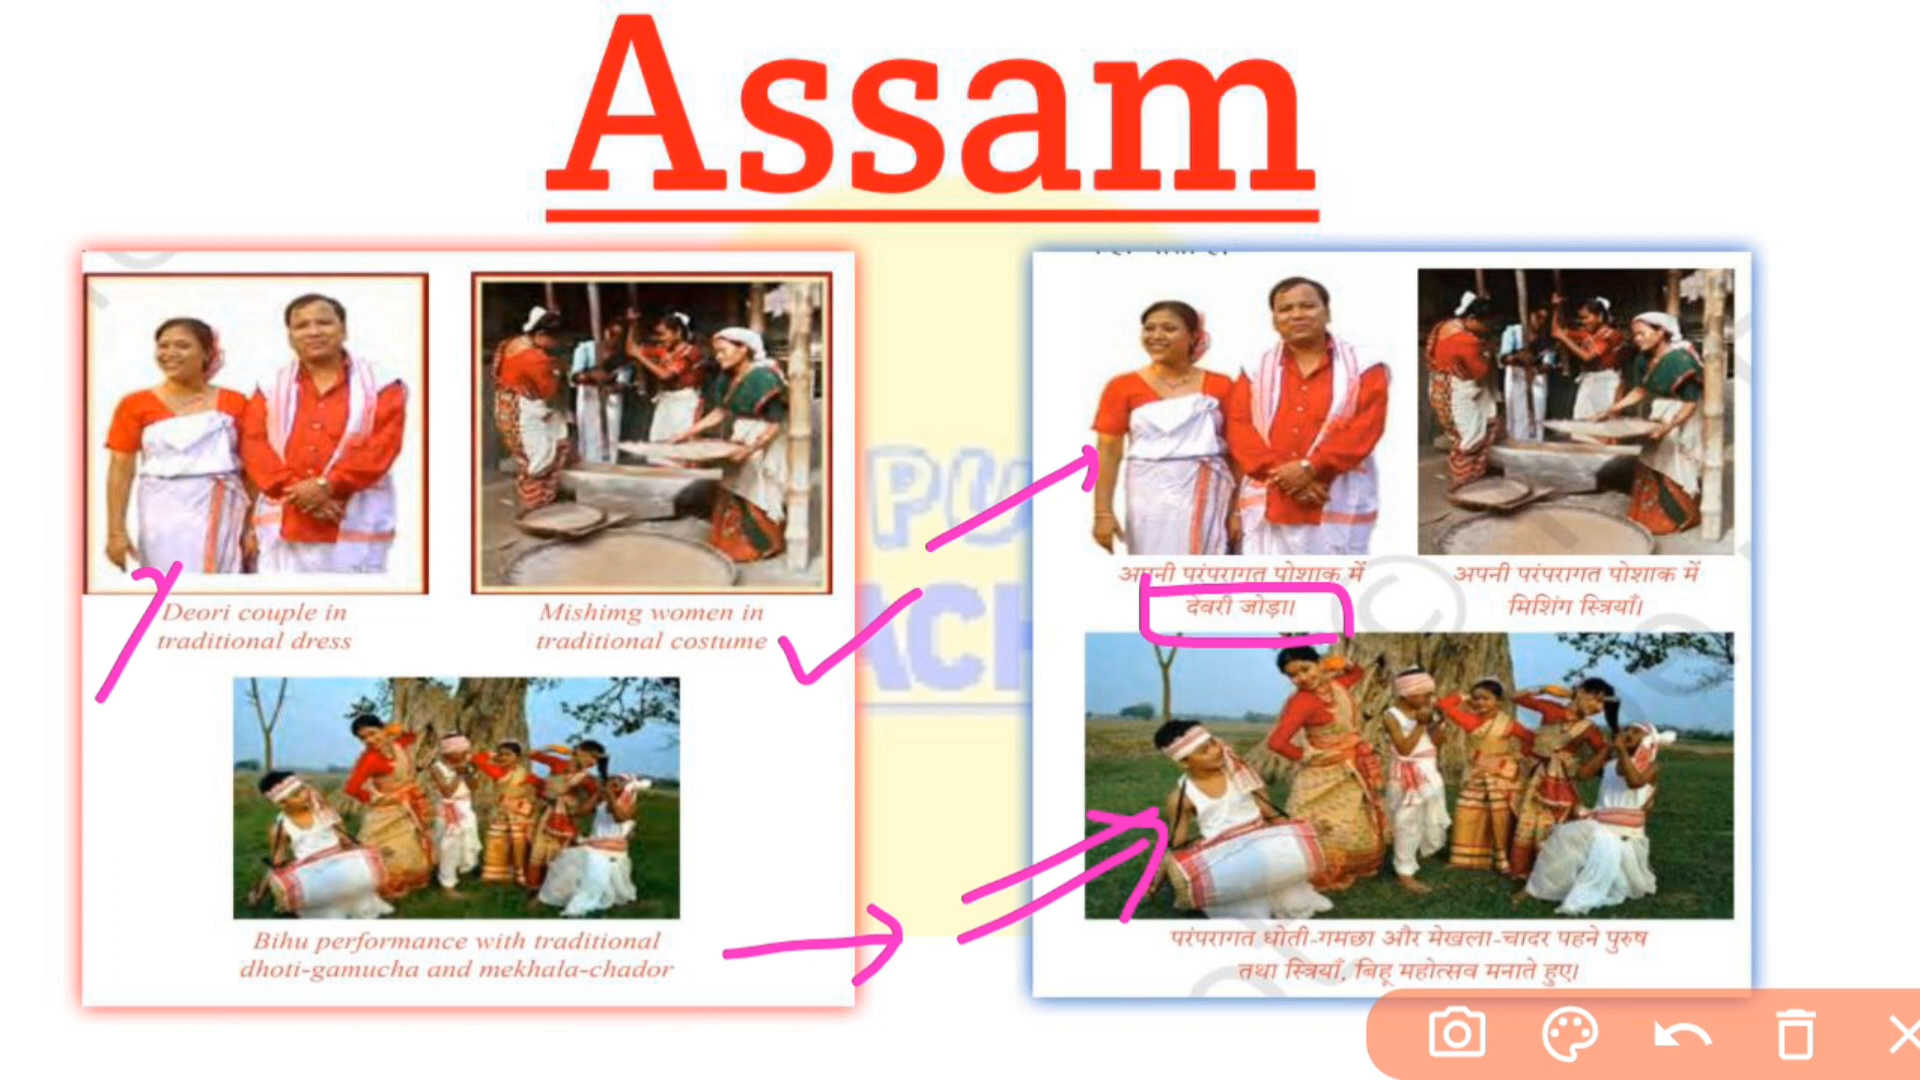 Assam
Deori couple in
traditional dress
Mishimg women in
traditional costume
Bihu performance with traditional
dhoti-gamucha and mekhala-chador
अपनी परंपरागत पोशाक में
देवरी जोड़ा।
अपनी परंपरागत पोशाक में
मिशिंग स्त्रियाँ।
परंपरागत धोती-गमछा और मेखला-चादर पहने पुरुष
तथा स्त्रियाँ, बिहू महोत्सव मनाते हुए।
PU
ACH